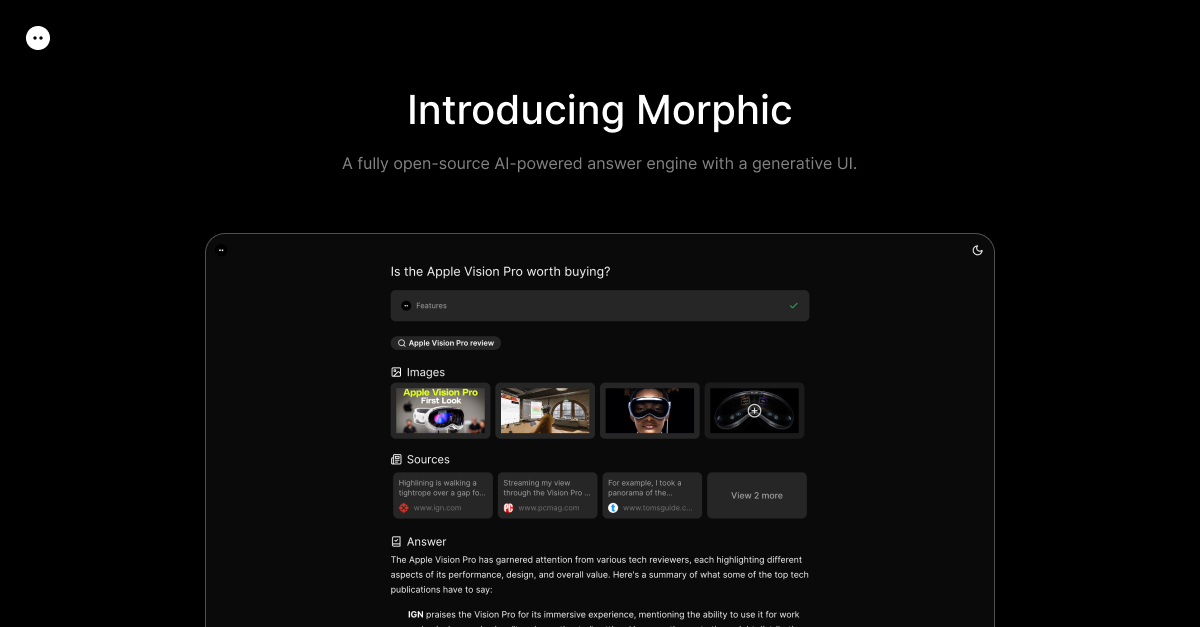 Introducing Morphic
A fully open-source AI-powered answer engine with a generative UI.
Is the Apple Vision Pro worth buying?
Features
Apple Vision Pro review
Images
Apple Vision Pro
First Look
Sources
Highlining is walking a
tightrope over a gap fo...
www.ign.com
Streaming my view
through the Vision Pro ...
PC
www.pcmag.com
For example, I took a
panorama of the...
t
www.tomsguide.c...
View 2 more
Answer
The Apple Vision Pro has garnered attention from various tech reviewers, each highlighting different
aspects of its performance, design, and overall value. Here's a summary of what some of the top tech
publications have to say:
IGN praises the Vision Pro for its immersive experience, mentioning the ability to use it for work